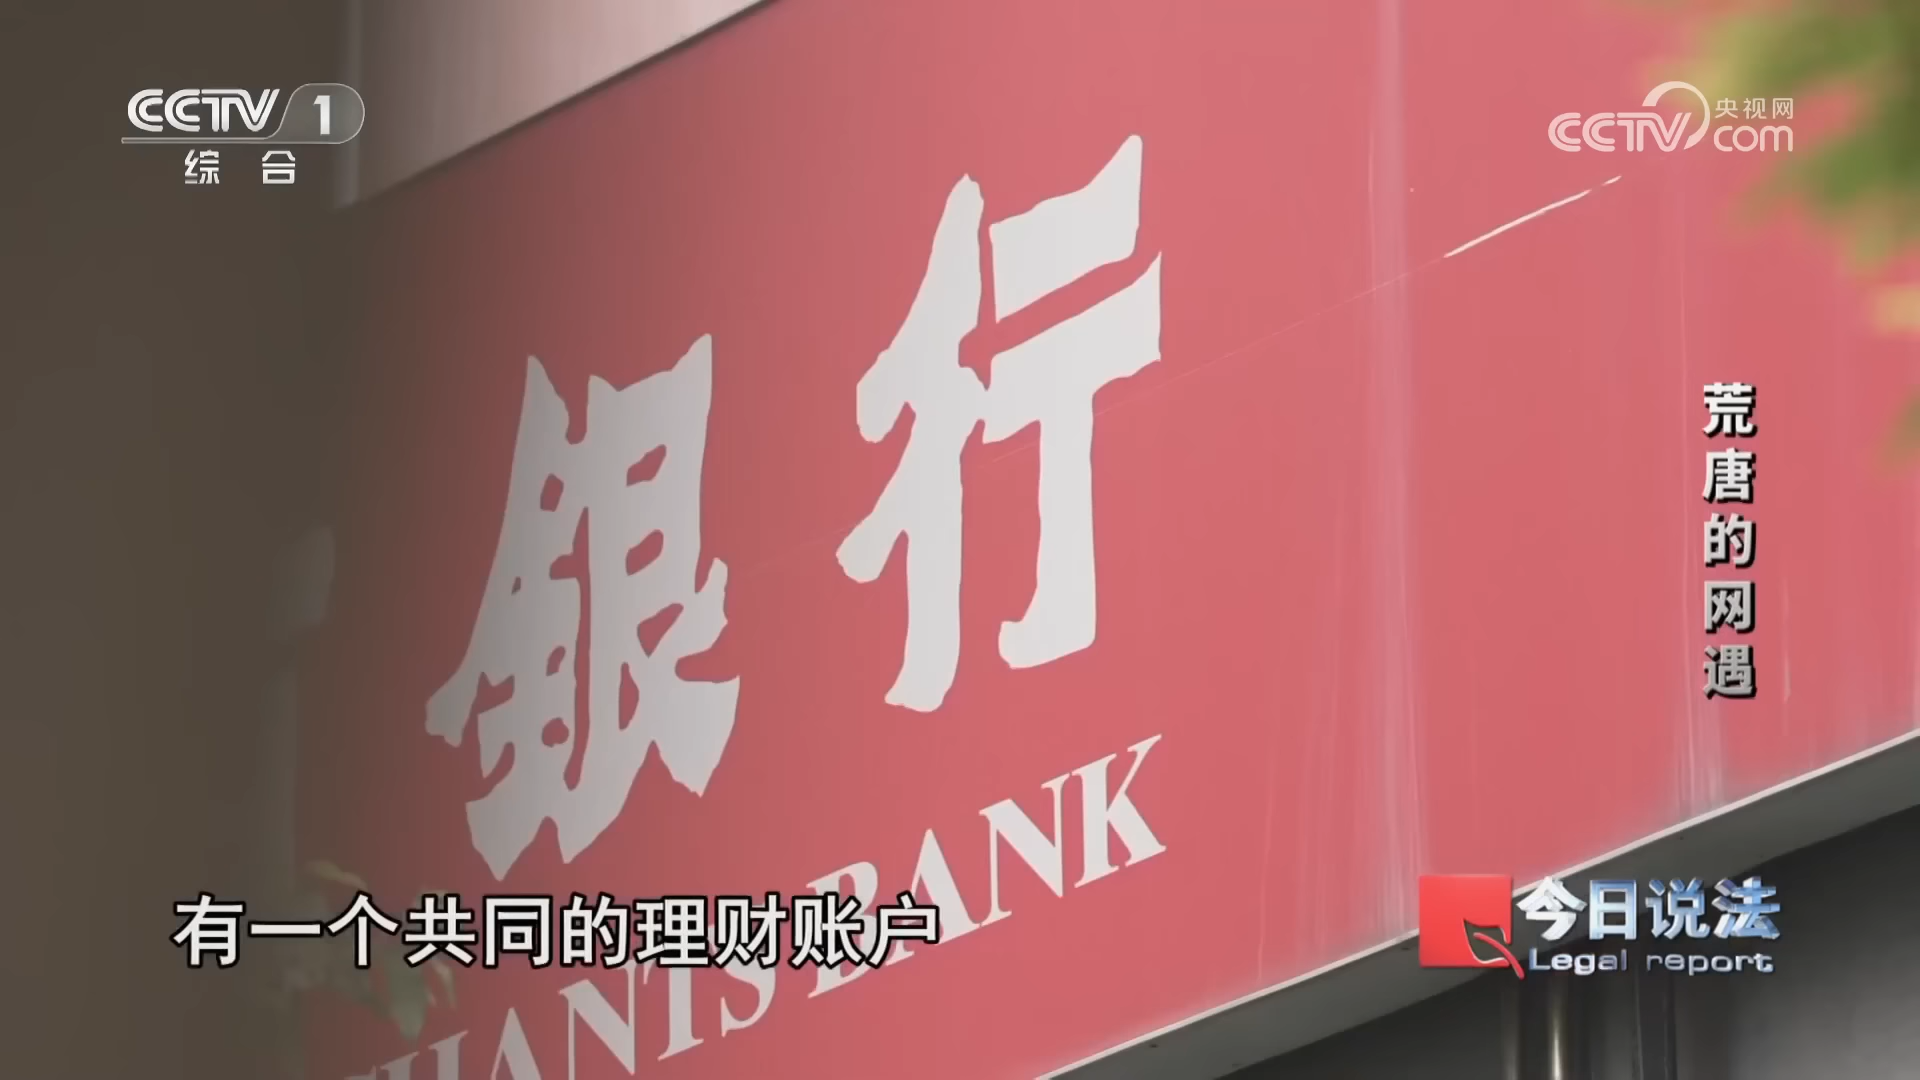 CCTV 1
综合
央视网
CCTV com
銀行
HANTS BANK
荒唐的网遇
有一个共同的理财账户
今日说法
Legal report